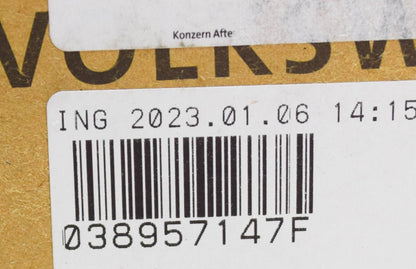 Konzern Afte
VOLKSW
ING 2023.01.06 14:15
038957147F